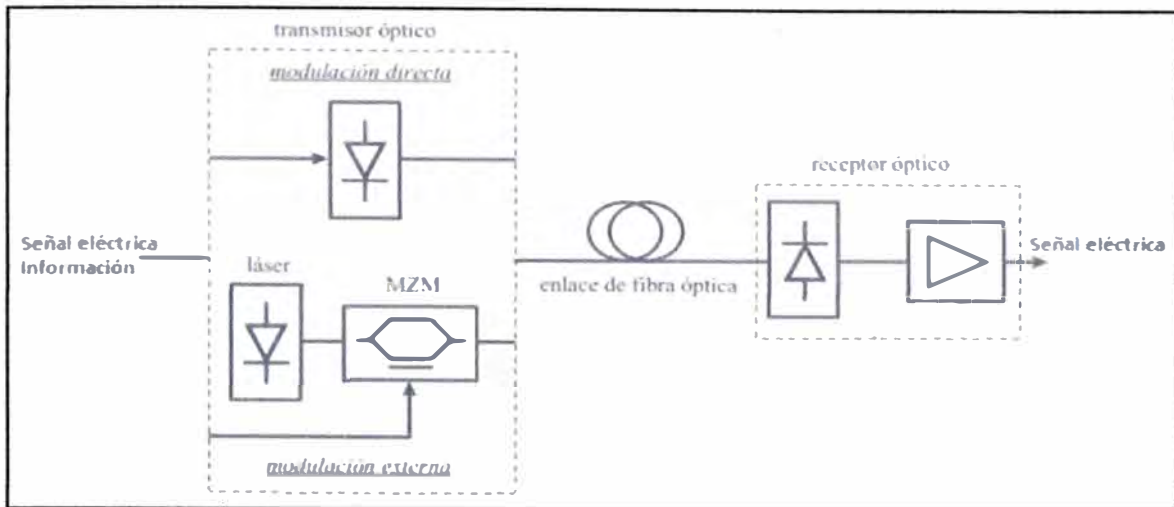 transmisor óptico
modulación directa
receptor óptico
Señal eléctrica
Información
Señal eléctrica
láser
MZM
enlace de fibra óptica
modulación externa